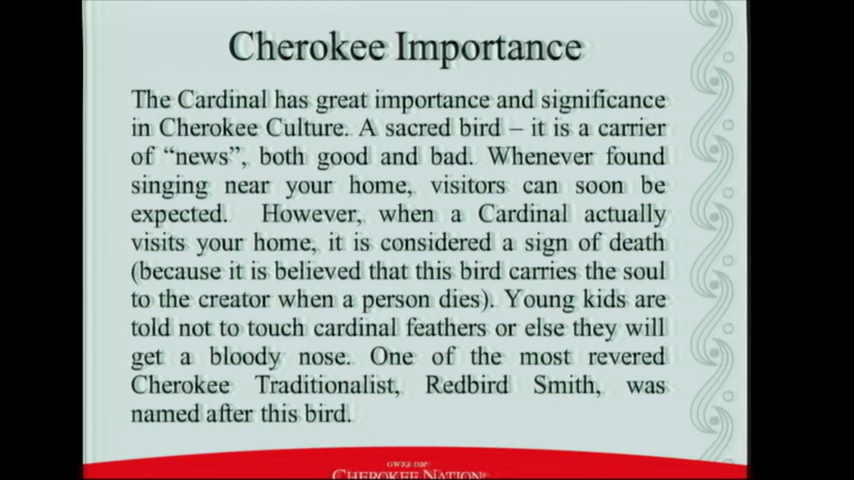 Cherokee Importance
The Cardinal has great importance and significance
in Cherokee Culture. A sacred bird – it is a carrier
of “news”, both good and bad. Whenever found
singing near your home, visitors can soon be
expected. However, when a Cardinal actually
visits your home, it is considered a sign of death
(because it is believed that this bird carries the soul
to the creator when a person dies). Young kids are
told not to touch cardinal feathers or else they will
get a bloody nose. One of the most revered
Cherokee Traditionalist, Redbird Smith, was
named after this bird.
CHEROKEE NATION®